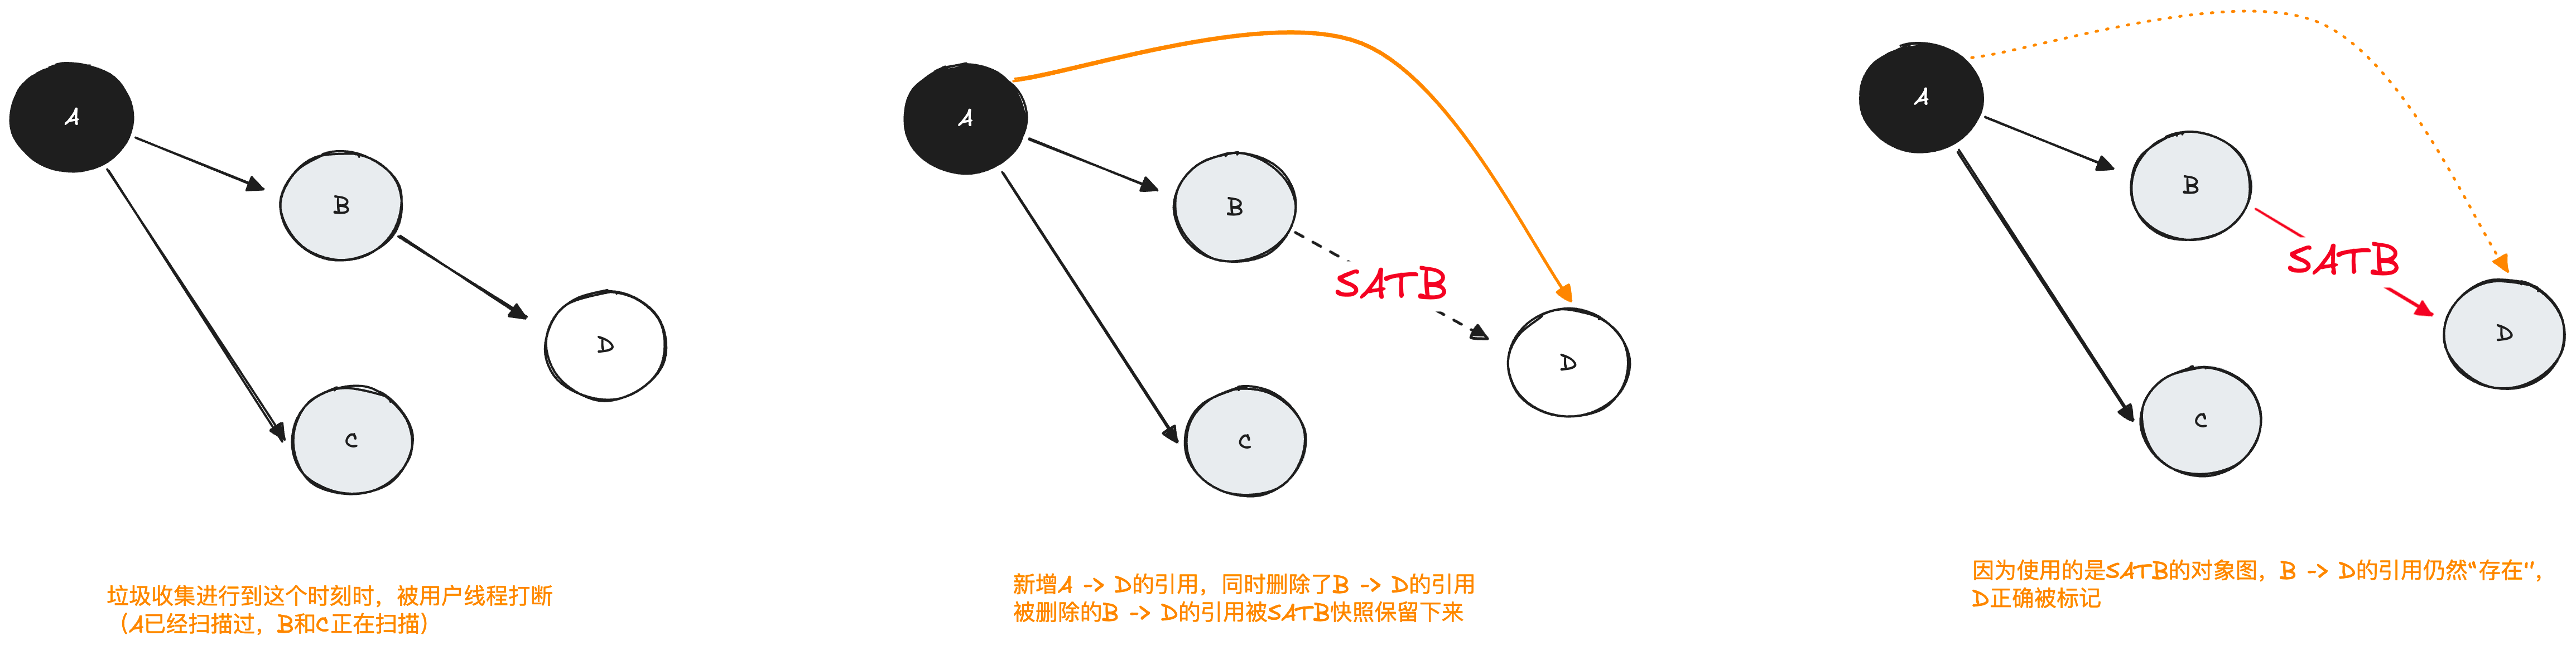 A
B
D
C
垃圾收集进行到这个时刻时，被用户线程打断
（A已经扫描过，B和C正在扫描）
A
B
SATB
D
C
新增A -> D的引用，同时删除了B -> D的引用
被删除的B -> D的引用被SATB快照保留下来
A
B
SATB
D
C
因为使用的是SATB的对象图，B -> D的引用仍然“存在”，
D正确被标记